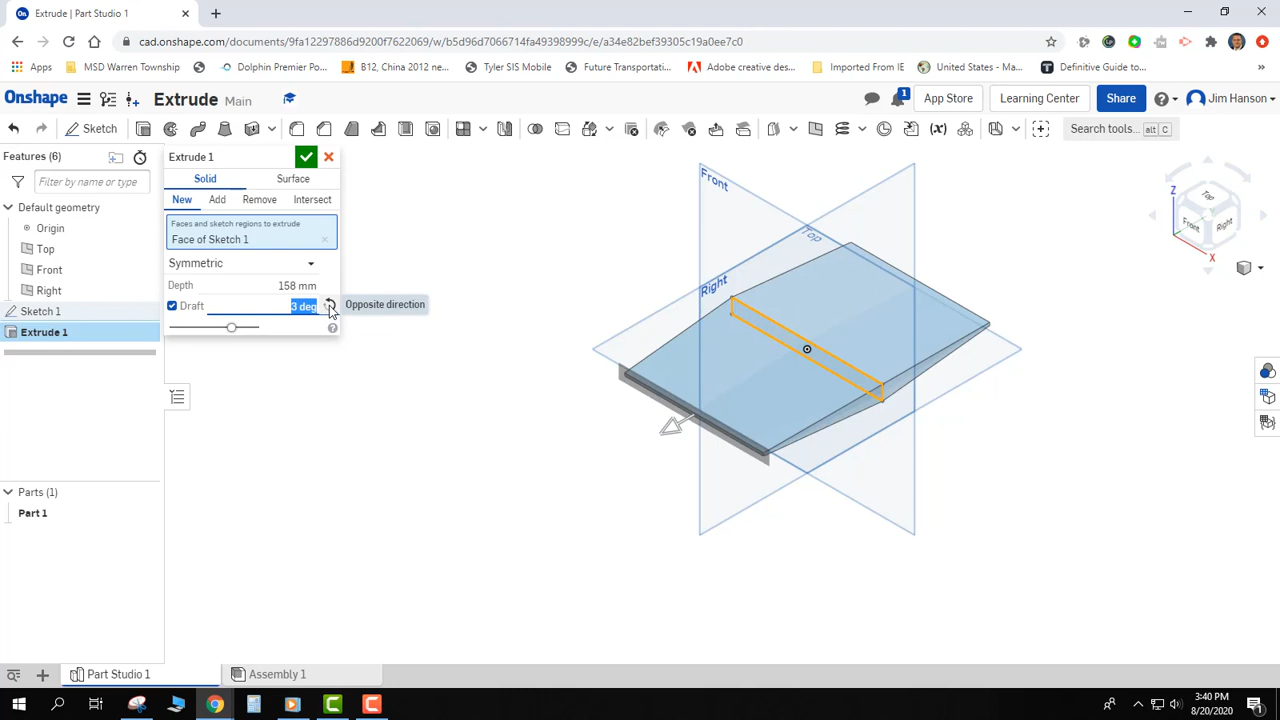 On Extrude | Part Studio 1
cad.onshape.com/documents/9fa12297886d9200f7622069/w/b5d96d7066714fa49398999c/e/a34e82bef39305c19a0ee7c0
Apps MSD Warren Township Dolphin Premier Po... B12, China 2012 ne... Tyler SIS Mobile Future Transportati... Adobe creative des... Imported From IE United States - Ma... Definitive Guide to... »
Onshape Extrude Main 1 App Store Learning Center Share Jim Hanson
Sketch Search tools... alt C
Features (6)
Filter by name or type
Default geometry
Origin
Top
Front
Right
Sketch 1
Extrude 1
Parts (1)
Part 1
Extrude 1
Solid Surface
New Add Remove Intersect
Faces and sketch regions to extrude
Face of Sketch 1
Symmetric
Depth 158 mm
Draft 3 deg
Opposite direction
Front
Top
Right
Z
Top
Front Right
X
Part Studio 1 Assembly 1
3:40 PM
8/20/2020 1